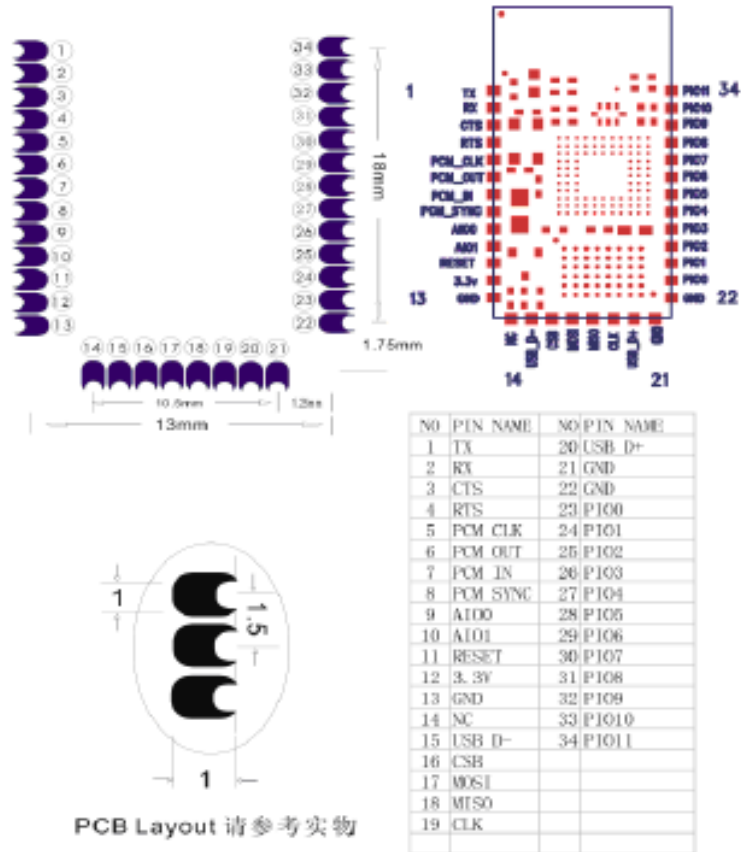 1
2
3
4
5
6
7
8
9
10
11
12
13
34
33
32
31
30
29
28
27
26
25
24
23
22
18mm
1.75mm
14 15 16 17 18 19 20 21
10.5mm
13mm
1 TX PIO11 34
RX PIO10
CTS PIO9
RTS PIO8
PCM_CLK PIO7
PCM_OUT PIO6
PCM_IN PIO5
PCM_SYNC PIO4
AIO0 PIO3
AIO1 PIO2
RESET PIO1
3.3v PIO0
13 GND GND 22
NC USB_D- CSB MOSI MISO CLK USB_D+ GND
14 21
NO PIN NAME NO PIN NAME
1 TX 20 USB D+
2 RX 21 GND
3 CTS 22 GND
4 RTS 23 PIO0
5 PCM CLK 24 PIO1
6 PCM OUT 25 PIO2
7 PCM IN 26 PIO3
8 PCM SYNC 27 PIO4
9 AIO0 28 PIO5
10 AIO1 29 PIO6
11 RESET 30 PIO7
12 3.3V 31 PIO8
13 GND 32 PIO9
14 NC 33 PIO10
15 USB D- 34 PIO11
16 CSB
17 MOSI
18 MISO
19 CLK
1
1.5
1
PCB Layout 请参考实物